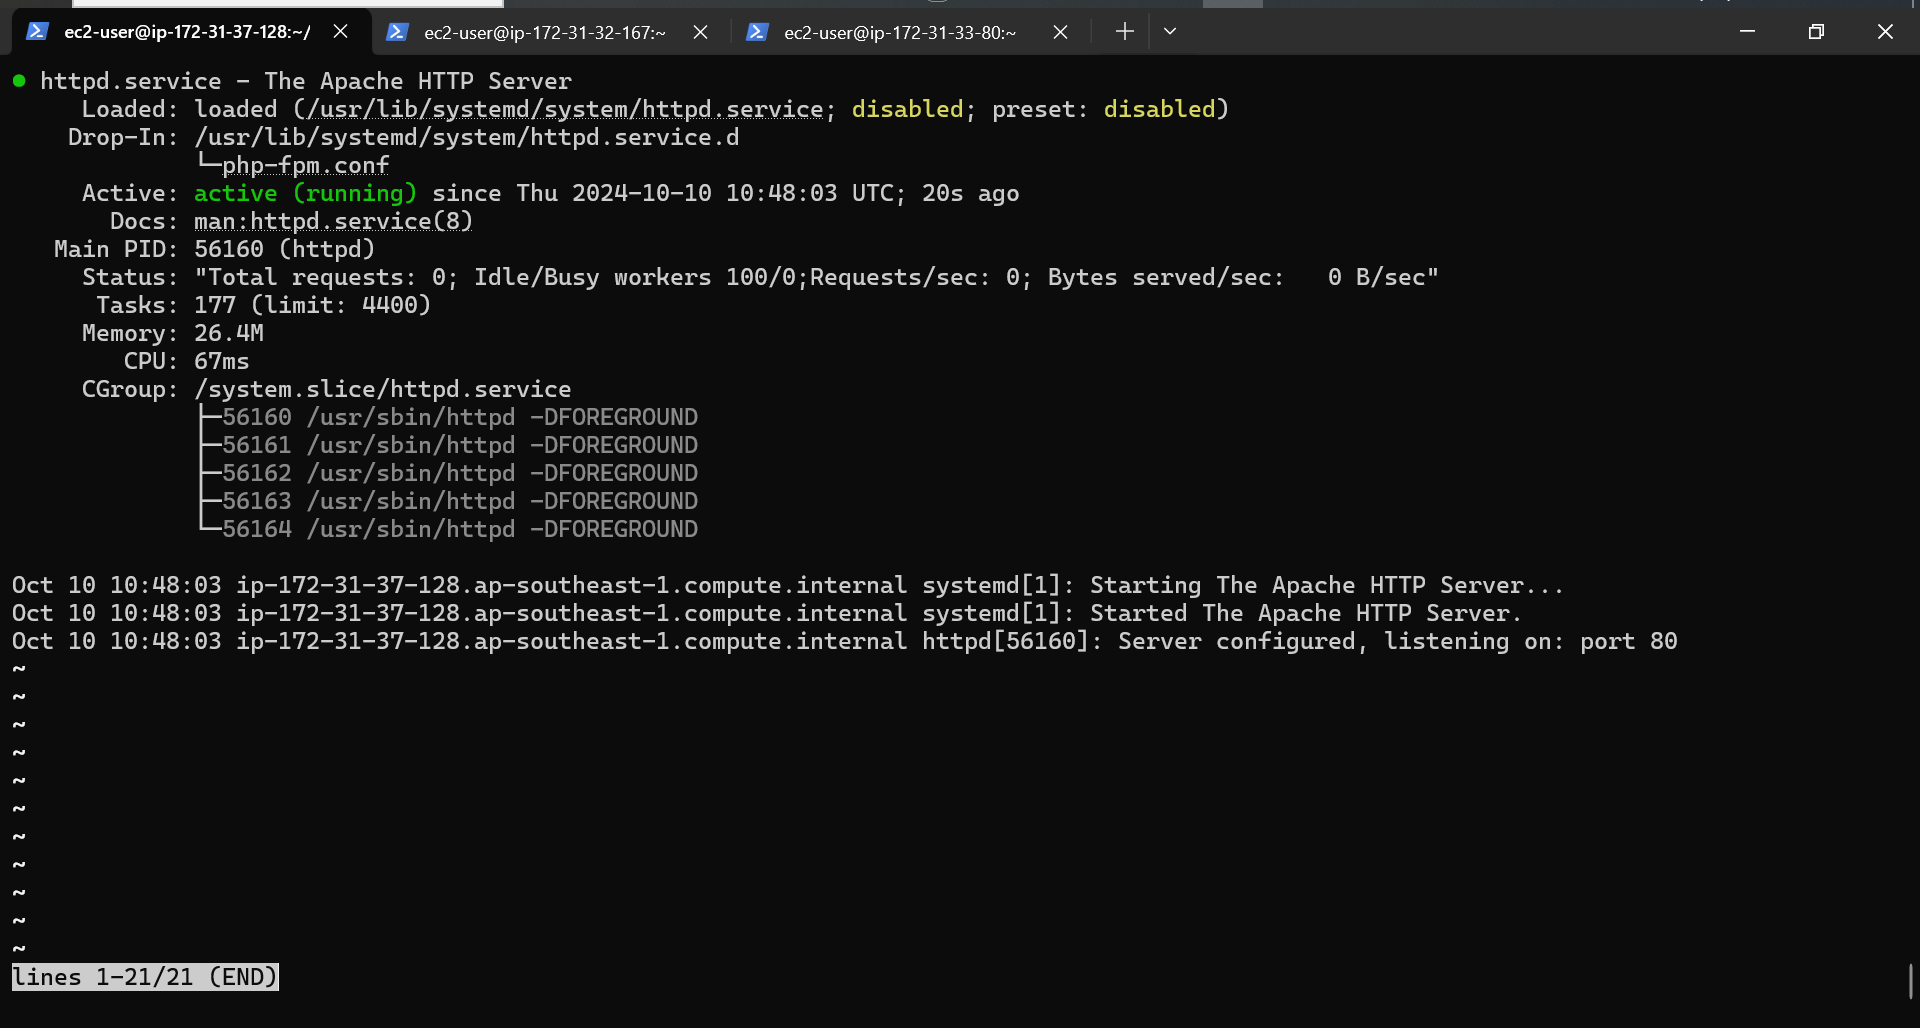 ec2-user@ip-172-31-37-128:~/ ec2-user@ip-172-31-32-167:~ ec2-user@ip-172-31-33-80:~
● httpd.service - The Apache HTTP Server
     Loaded: loaded (/usr/lib/systemd/system/httpd.service; disabled; preset: disabled)
    Drop-In: /usr/lib/systemd/system/httpd.service.d
             └─php-fpm.conf
     Active: active (running) since Thu 2024-10-10 10:48:03 UTC; 20s ago
       Docs: man:httpd.service(8)
   Main PID: 56160 (httpd)
     Status: "Total requests: 0; Idle/Busy workers 100/0;Requests/sec: 0; Bytes served/sec:   0 B/sec"
      Tasks: 177 (limit: 4400)
     Memory: 26.4M
        CPU: 67ms
     CGroup: /system.slice/httpd.service
             ├─56160 /usr/sbin/httpd -DFOREGROUND
             ├─56161 /usr/sbin/httpd -DFOREGROUND
             ├─56162 /usr/sbin/httpd -DFOREGROUND
             ├─56163 /usr/sbin/httpd -DFOREGROUND
             └─56164 /usr/sbin/httpd -DFOREGROUND

Oct 10 10:48:03 ip-172-31-37-128.ap-southeast-1.compute.internal systemd[1]: Starting The Apache HTTP Server...
Oct 10 10:48:03 ip-172-31-37-128.ap-southeast-1.compute.internal systemd[1]: Started The Apache HTTP Server.
Oct 10 10:48:03 ip-172-31-37-128.ap-southeast-1.compute.internal httpd[56160]: Server configured, listening on: port 80
~
~
~
~
~
~
~
~
~
~
~
lines 1-21/21 (END)